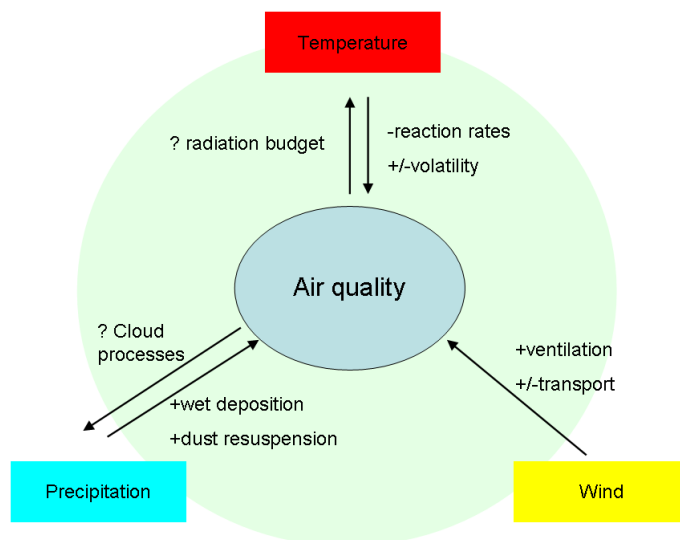 Temperature
? radiation budget
-reaction rates
+/-volatility
Air quality
? Cloud
processes
+ventilation
+/-transport
+wet deposition
+dust resuspension
Precipitation
Wind